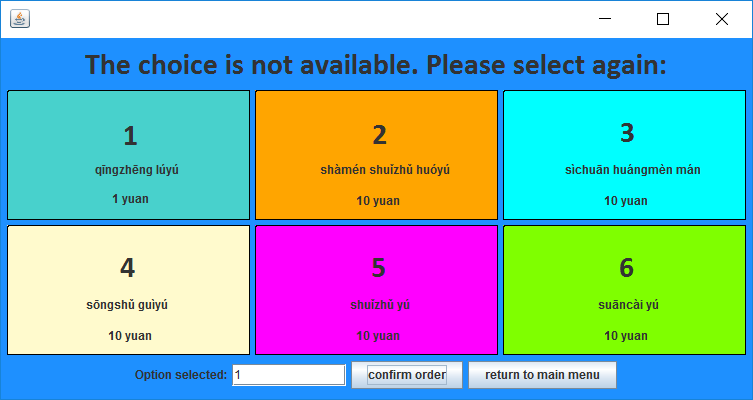 The choice is not available. Please select again:
1
qīngzhēng lúyú
1 yuan
2
shàmén shuǐzhǔ huóyú
10 yuan
3
sìchuān huángmèn mán
10 yuan
4
sōngshǔ guìyú
10 yuan
5
shuǐzhǔ yú
10 yuan
6
suāncài yú
10 yuan
Option selected: 1 confirm order return to main menu